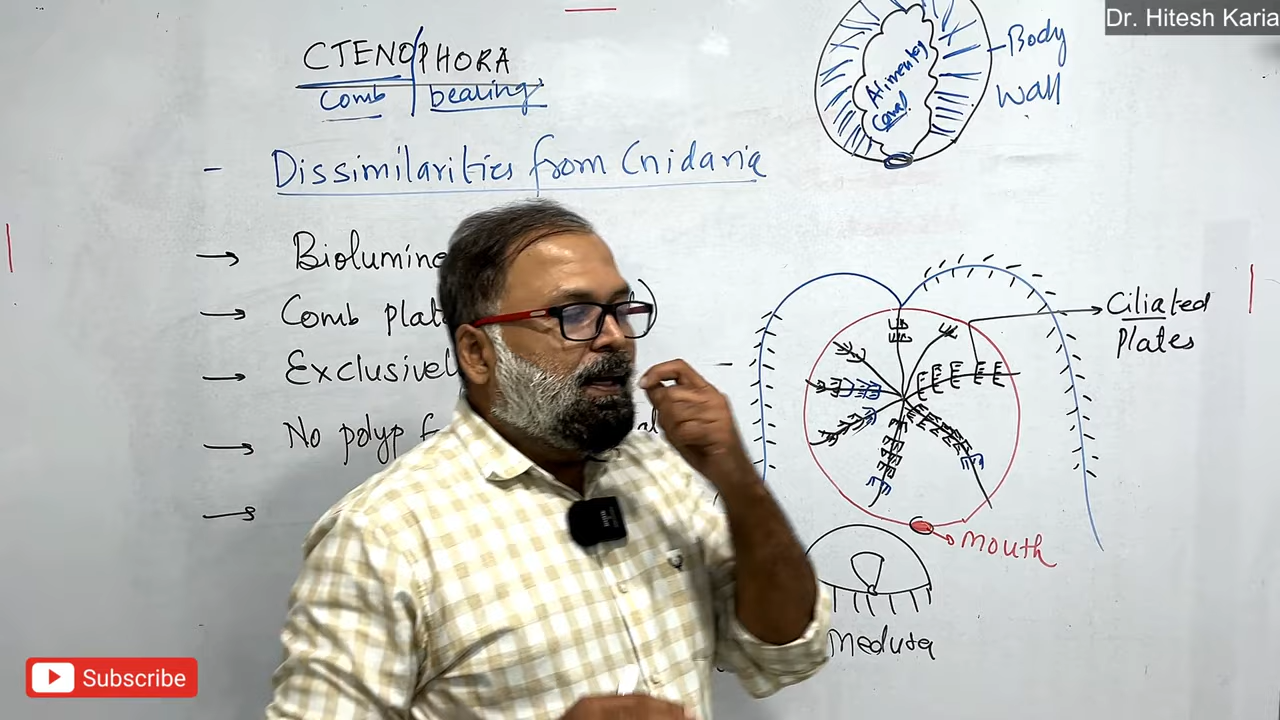 Dr. Hitesh Karia
CTENOPHORA
Comb bearing
Alimentary
Canal
Body
Wall
- Dissimilarities from Cnidaria
→ Biolumine
→ Comb plat
→ Exclusivel
→ No polyp f
→
Ciliated
Plates
Mouth
Medusa
Subscribe